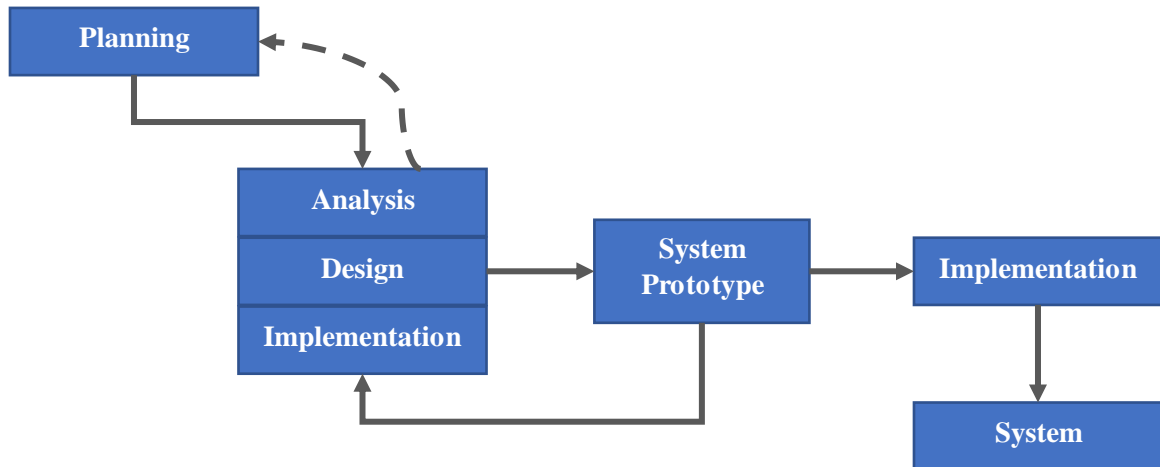 Planning
Analysis
Design
Implementation
System
Prototype
Implementation
System